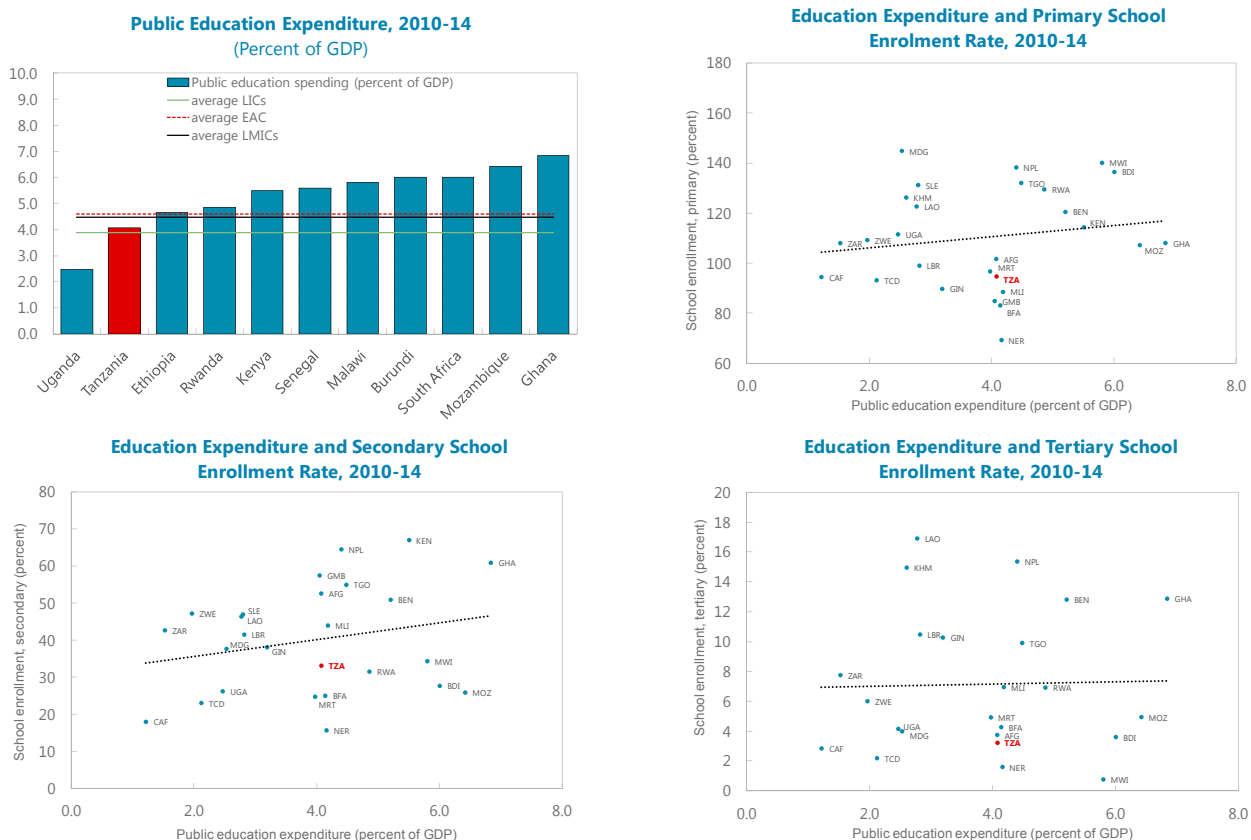 Public Education Expenditure, 2010-14
(Percent of GDP)
10.0
9.0
8.0
7.0
6.0
5.0
4.0
3.0
2.0
1.0
0.0
Public education spending (percent of GDP)
average LICs
average EAC
average LMICs
Uganda
Tanzania
Ethiopia
Rwanda
Kenya
Senegal
Malawi
Burundi
South Africa
Mozambique
Ghana
Education Expenditure and Primary School
Enrolment Rate, 2010-14
School enrollment, primary (percent)
180
160
140
120
100
80
60
MDG
NPL
MWI
BDI
SLE
TGO
RWA
KHM
LAO
BEN
KEN
UGA
ZAR
ZWE
GHA
MOZ
AFG
LBR
MRT
CAF
TCD
TZA
GIN
MLI
GMB
BFA
NER
0.0
2.0
4.0
6.0
8.0
Public education expenditure (percent of GDP)
Education Expenditure and Secondary School
Enrollment Rate, 2010-14
School enrollment, secondary (percent)
80
70
60
50
40
30
20
10
0
KEN
NPL
GHA
GMB
TGO
AFG
BEN
ZWE
SLE
LAO
MLI
ZAR
LBR
MDG
GIN
TZA
MWI
RWA
BDI
UGA
MOZ
BFA
MRT
TCD
CAF
NER
0.0
2.0
4.0
6.0
8.0
Public education expenditure (percent of GDP)
Education Expenditure and Tertiary School
Enrollment Rate, 2010-14
School enrollment, tertiary (percent)
20
18
16
14
12
10
8
6
4
2
0
LAO
NPL
KHM
BEN
GHA
LBR
GIN
TGO
ZAR
MLI
RWA
ZWE
MRT
MOZ
UGA
BFA
MDG
AFG
BDI
TZA
CAF
TCD
NER
MWI
0.0
2.0
4.0
6.0
8.0
Public education expenditure (percent of GDP)